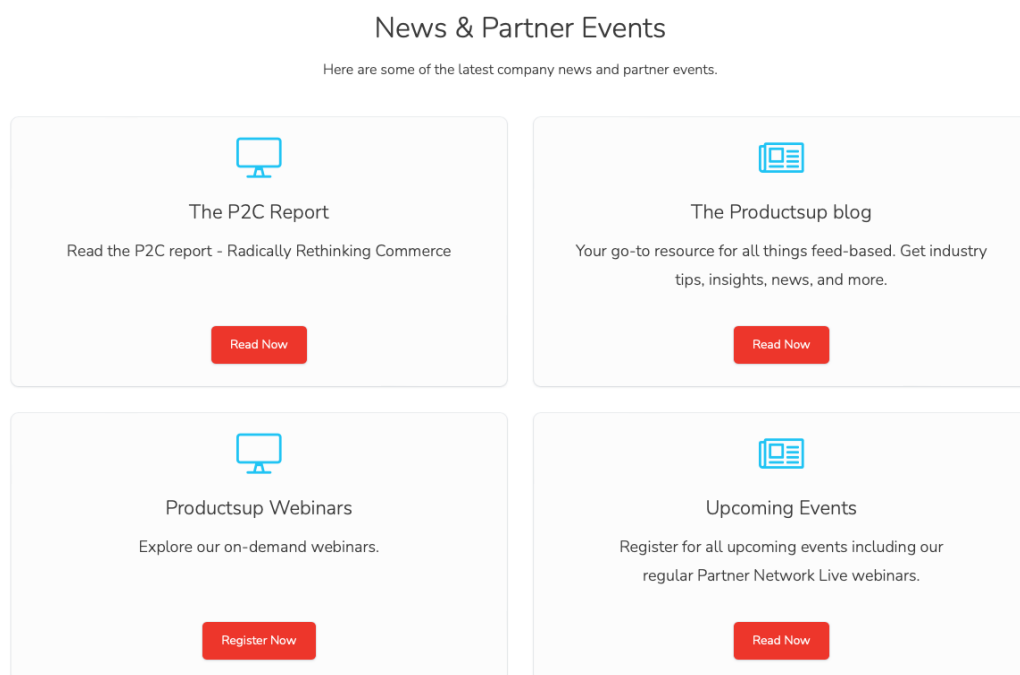 News & Partner Events
Here are some of the latest company news and partner events.
The P2C Report
Read the P2C report - Radically Rethinking Commerce
Read Now
The Productsup blog
Your go-to resource for all things feed-based. Get industry
tips, insights, news, and more.
Read Now
Productsup Webinars
Explore our on-demand webinars.
Register Now
Upcoming Events
Register for all upcoming events including our
regular Partner Network Live webinars.
Read Now